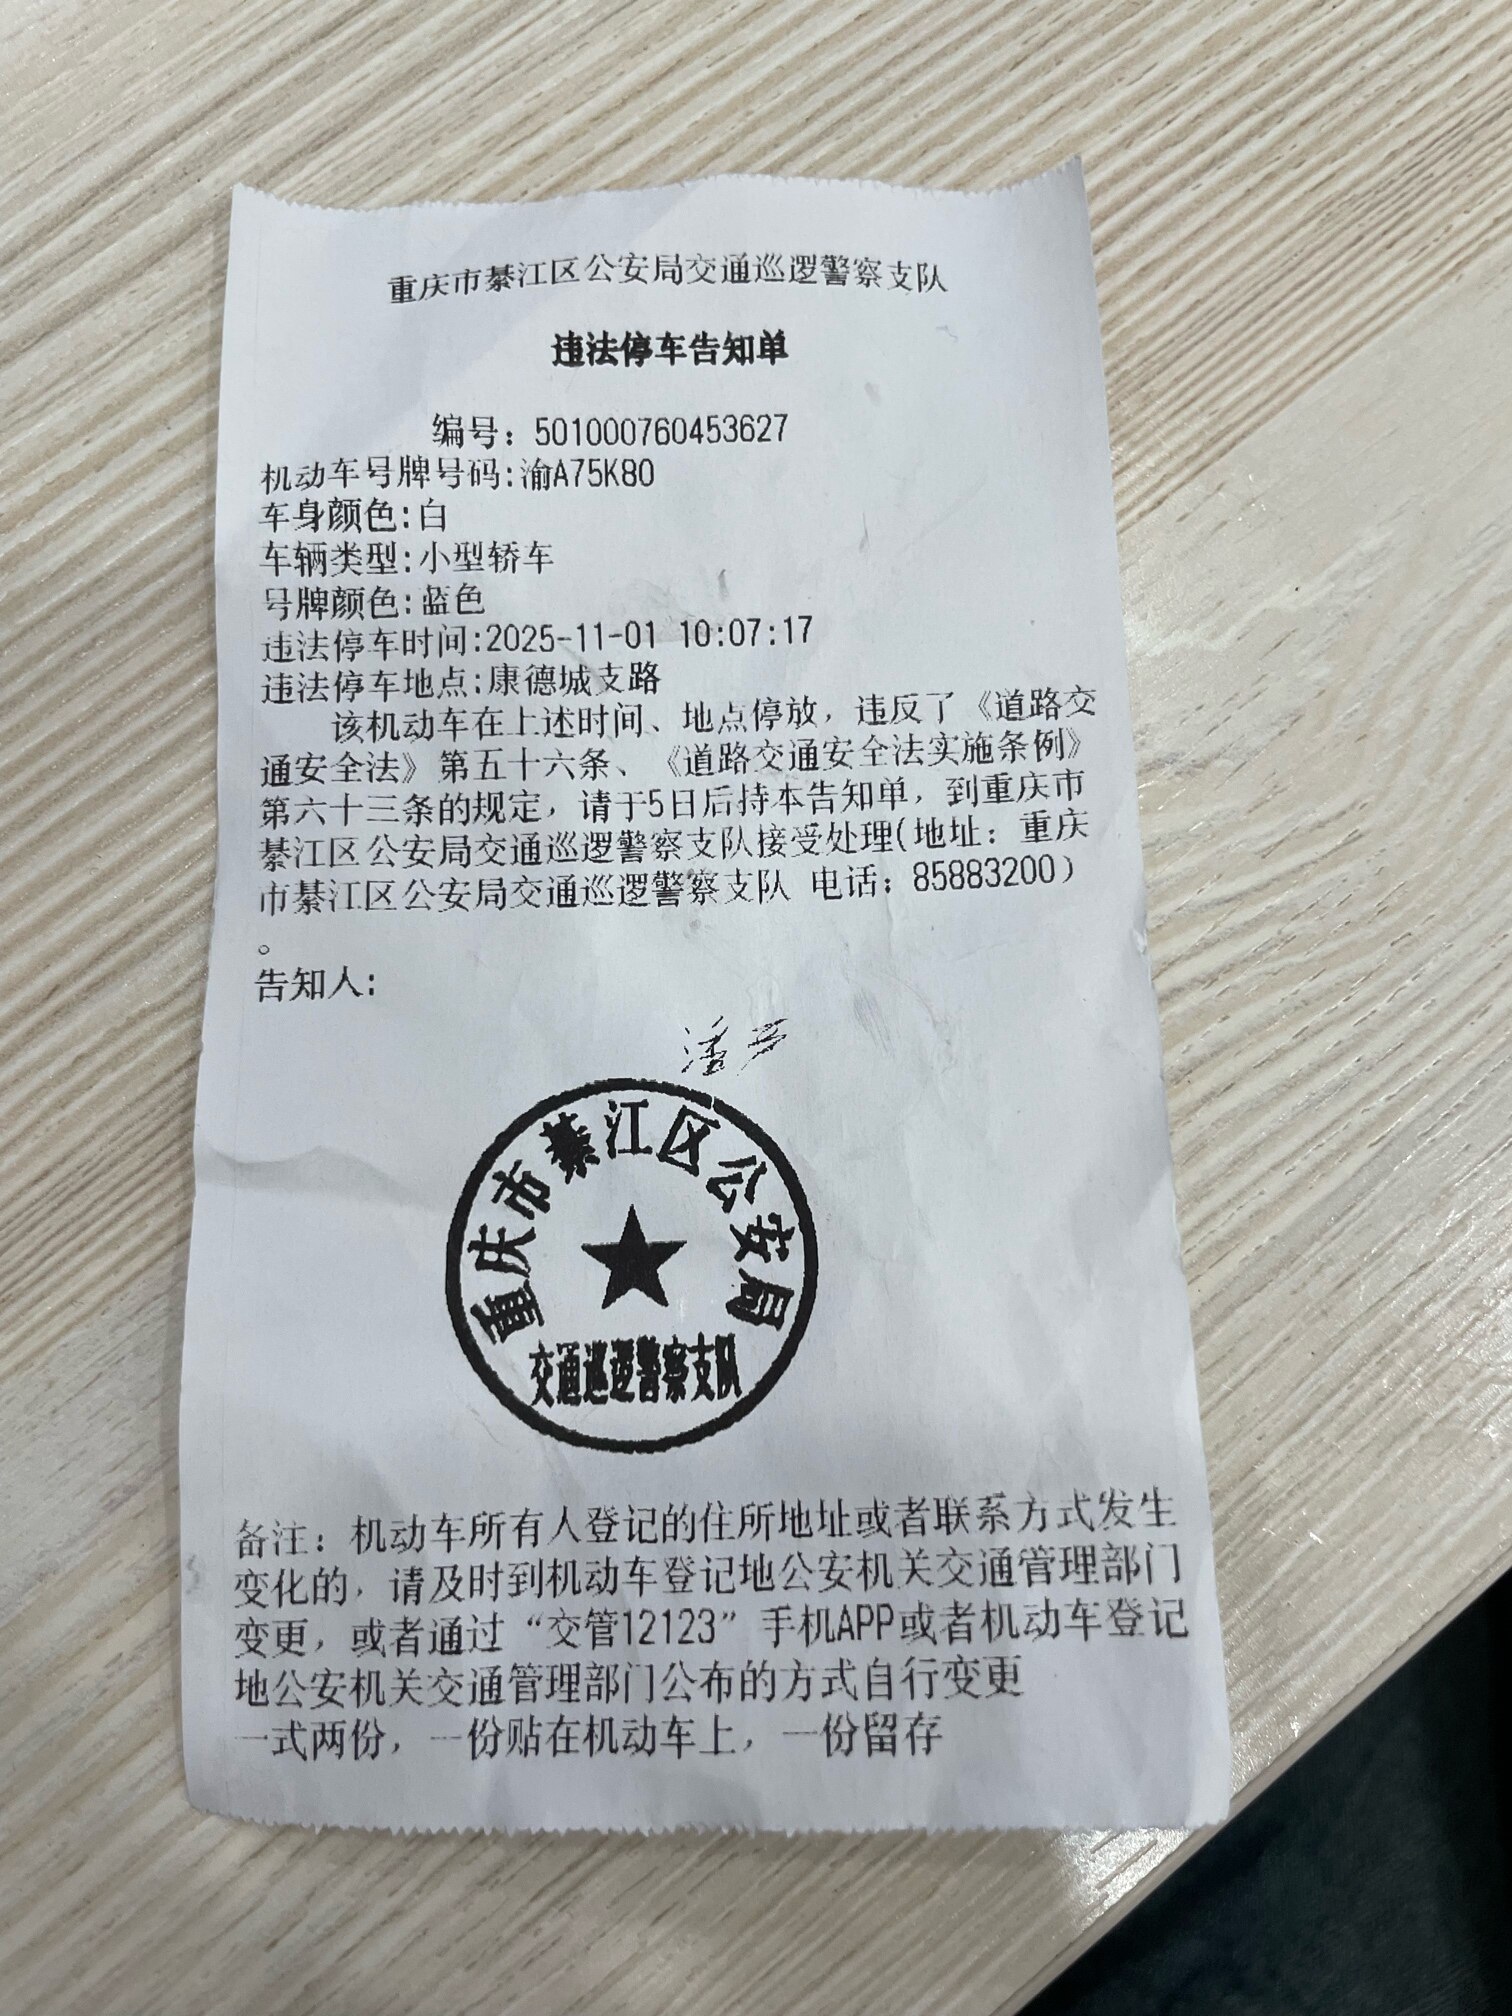 重庆市綦江区公安局交通巡逻警察支队
违法停车告知单
编号：501000760453627
机动车号牌号码:渝A75K80
车身颜色:白
车辆类型:小型轿车
号牌颜色:蓝色
违法停车时间:2025-11-01 10:07:17
违法停车地点:康德城支路
该机动车在上述时间、地点停放，违反了《道路交
通安全法》第五十六条、《道路交通安全法实施条例》
第六十三条的规定，请于5日后持本告知单，到重庆市
綦江区公安局交通巡逻警察支队接受处理(地址：重庆
市綦江区公安局交通巡逻警察支队 电话：85883200）
。
告知人:
重庆市綦江区公安局
交通巡逻警察支队
备注：机动车所有人登记的住所地址或者联系方式发生
变化的，请及时到机动车登记地公安机关交通管理部门
变更，或者通过“交管12123”手机APP或者机动车登记
地公安机关交通管理部门公布的方式自行变更
一式两份，一份贴在机动车上，一份留存